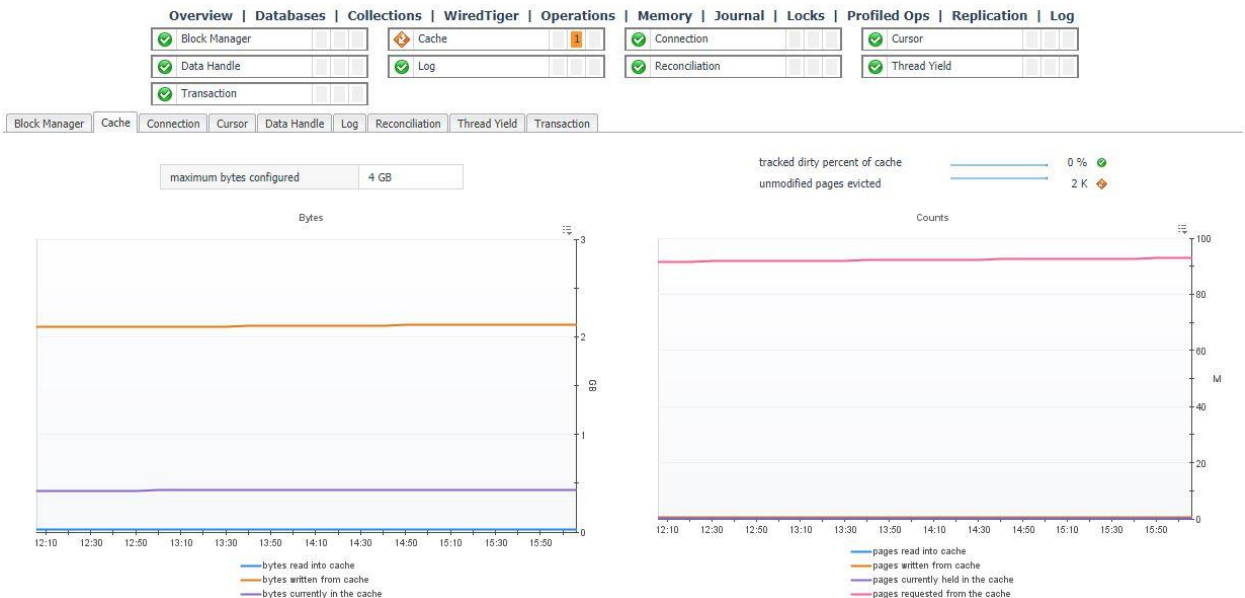 Overview | Databases | Collections | WiredTiger | Operations | Memory | Journal | Locks | Profiled Ops | Replication | Log
Block Manager Cache 1 Connection Cursor
Data Handle Log Reconciliation Thread Yield
Transaction
Block Manager Cache Connection Cursor Data Handle Log Reconciliation Thread Yield Transaction
maximum bytes configured 4 GB
tracked dirty percent of cache 0 %
unmodified pages evicted 2 K
Bytes
3
2
GB
1
0
12:10 12:30 12:50 13:10 13:30 13:50 14:10 14:30 14:50 15:10 15:30 15:50
bytes read into cache
bytes written from cache
bytes currently in the cache
Counts
100
80
60
M
40
20
0
12:10 12:30 12:50 13:10 13:30 13:50 14:10 14:30 14:50 15:10 15:30 15:50
pages read into cache
pages written from cache
pages currently held in the cache
pages requested from the cache